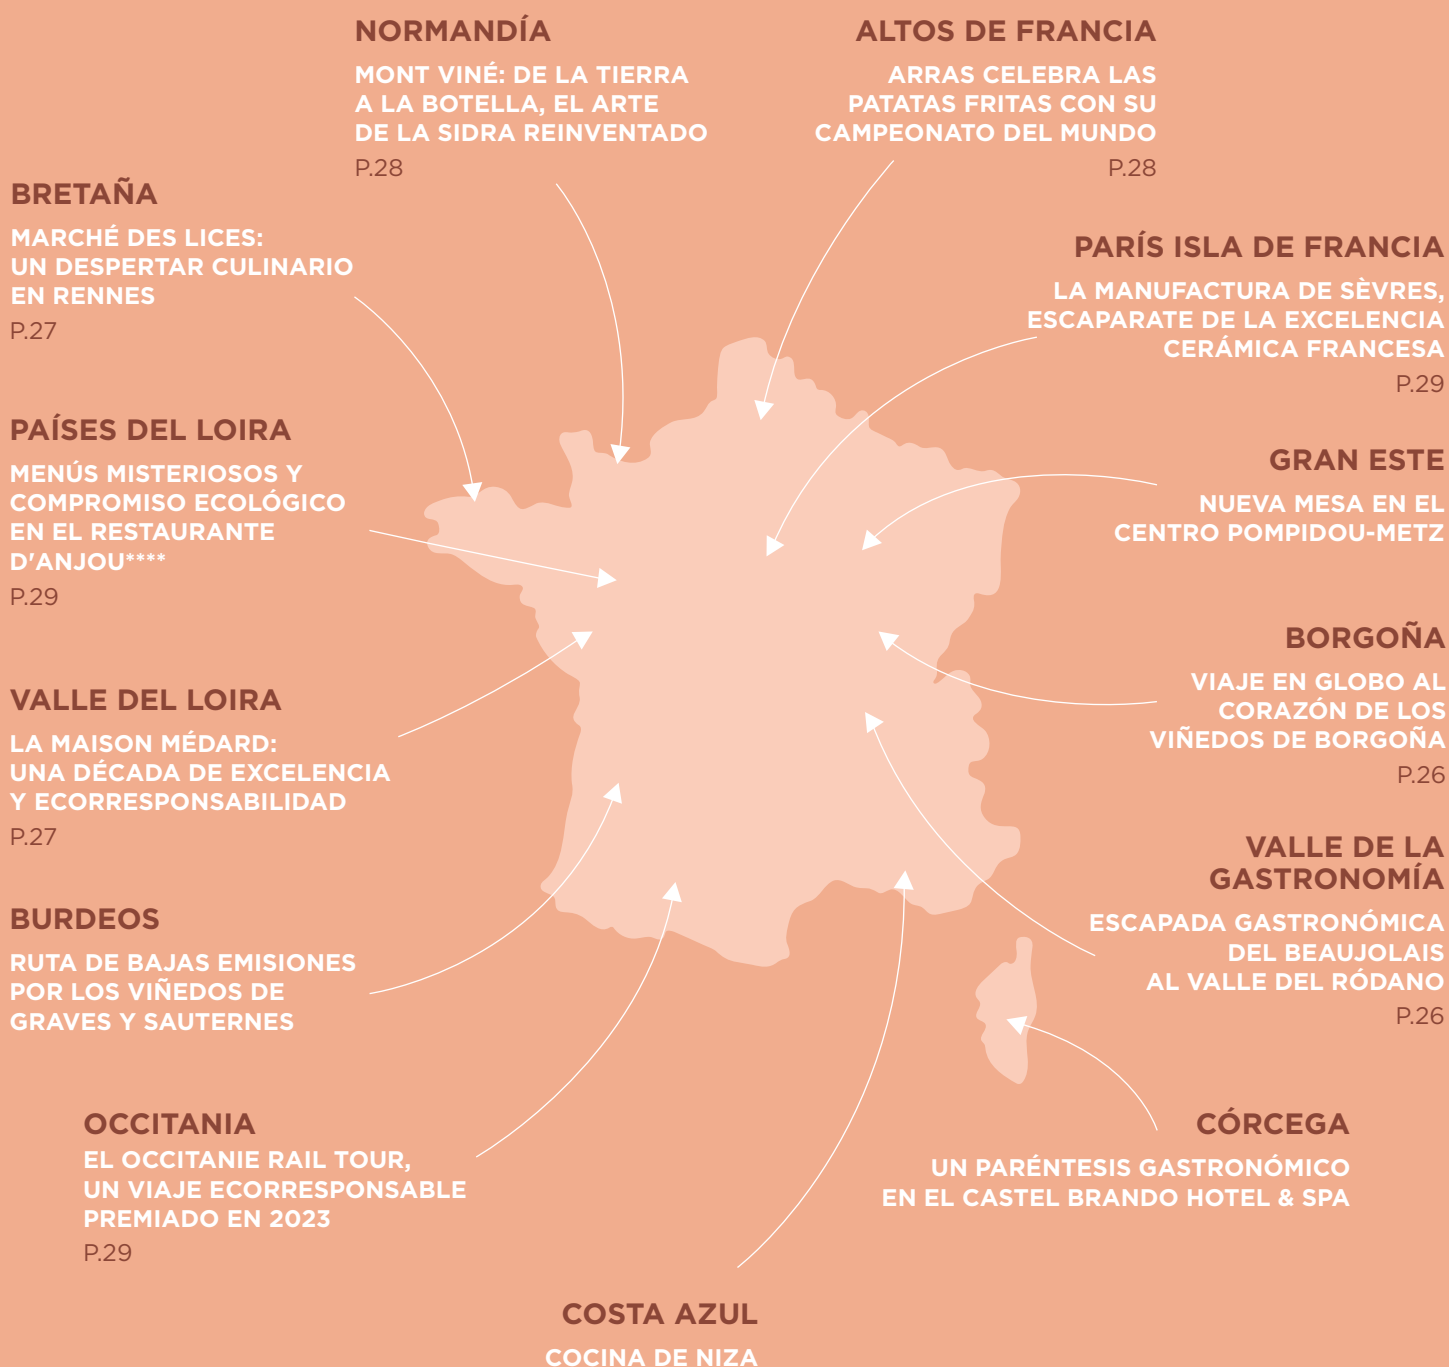 NORMANDÍA
MONT VINÉ: DE LA TIERRA
A LA BOTELLA, EL ARTE
DE LA SIDRA REINVENTADO
P.28
ALTOS DE FRANCIA
ARRAS CELEBRA LAS
PATATAS FRITAS CON SU
CAMPEONATO DEL MUNDO
P.28
BRETAÑA
MARCHÉ DES LICES:
UN DESPERTAR CULINARIO
EN RENNES
P.27
PARÍS ISLA DE FRANCIA
LA MANUFACTURA DE SÈVRES,
ESCAPARATE DE LA EXCELENCIA
CERÁMICA FRANCESA
P.29
PAÍSES DEL LOIRA
MENÚS MISTERIOSOS Y
COMPROMISO ECOLÓGICO
EN EL RESTAURANTE
D'ANJOU****
P.29
GRAN ESTE
NUEVA MESA EN EL
CENTRO POMPIDOU-METZ
BORGOÑA
VIAJE EN GLOBO AL
CORAZÓN DE LOS
VIÑEDOS DE BORGOÑA
P.26
VALLE DEL LOIRA
LA MAISON MÉDARD:
UNA DÉCADA DE EXCELENCIA
Y ECORRESPONSABILIDAD
P.27
VALLE DE LA
GASTRONOMÍA
ESCAPADA GASTRONÓMICA
DEL BEAUJOLAIS
AL VALLE DEL RÓDANO
P.26
BURDEOS
RUTA DE BAJAS EMISIONES
POR LOS VIÑEDOS DE
GRAVES Y SAUTERNES
OCCITANIA
EL OCCITANIE RAIL TOUR,
UN VIAJE ECORRESPONSABLE
PREMIADO EN 2023
P.29
CÓRCEGA
UN PARÉNTESIS GASTRONÓMICO
EN EL CASTEL BRANDO HOTEL & SPA
COSTA AZUL
COCINA DE NIZA